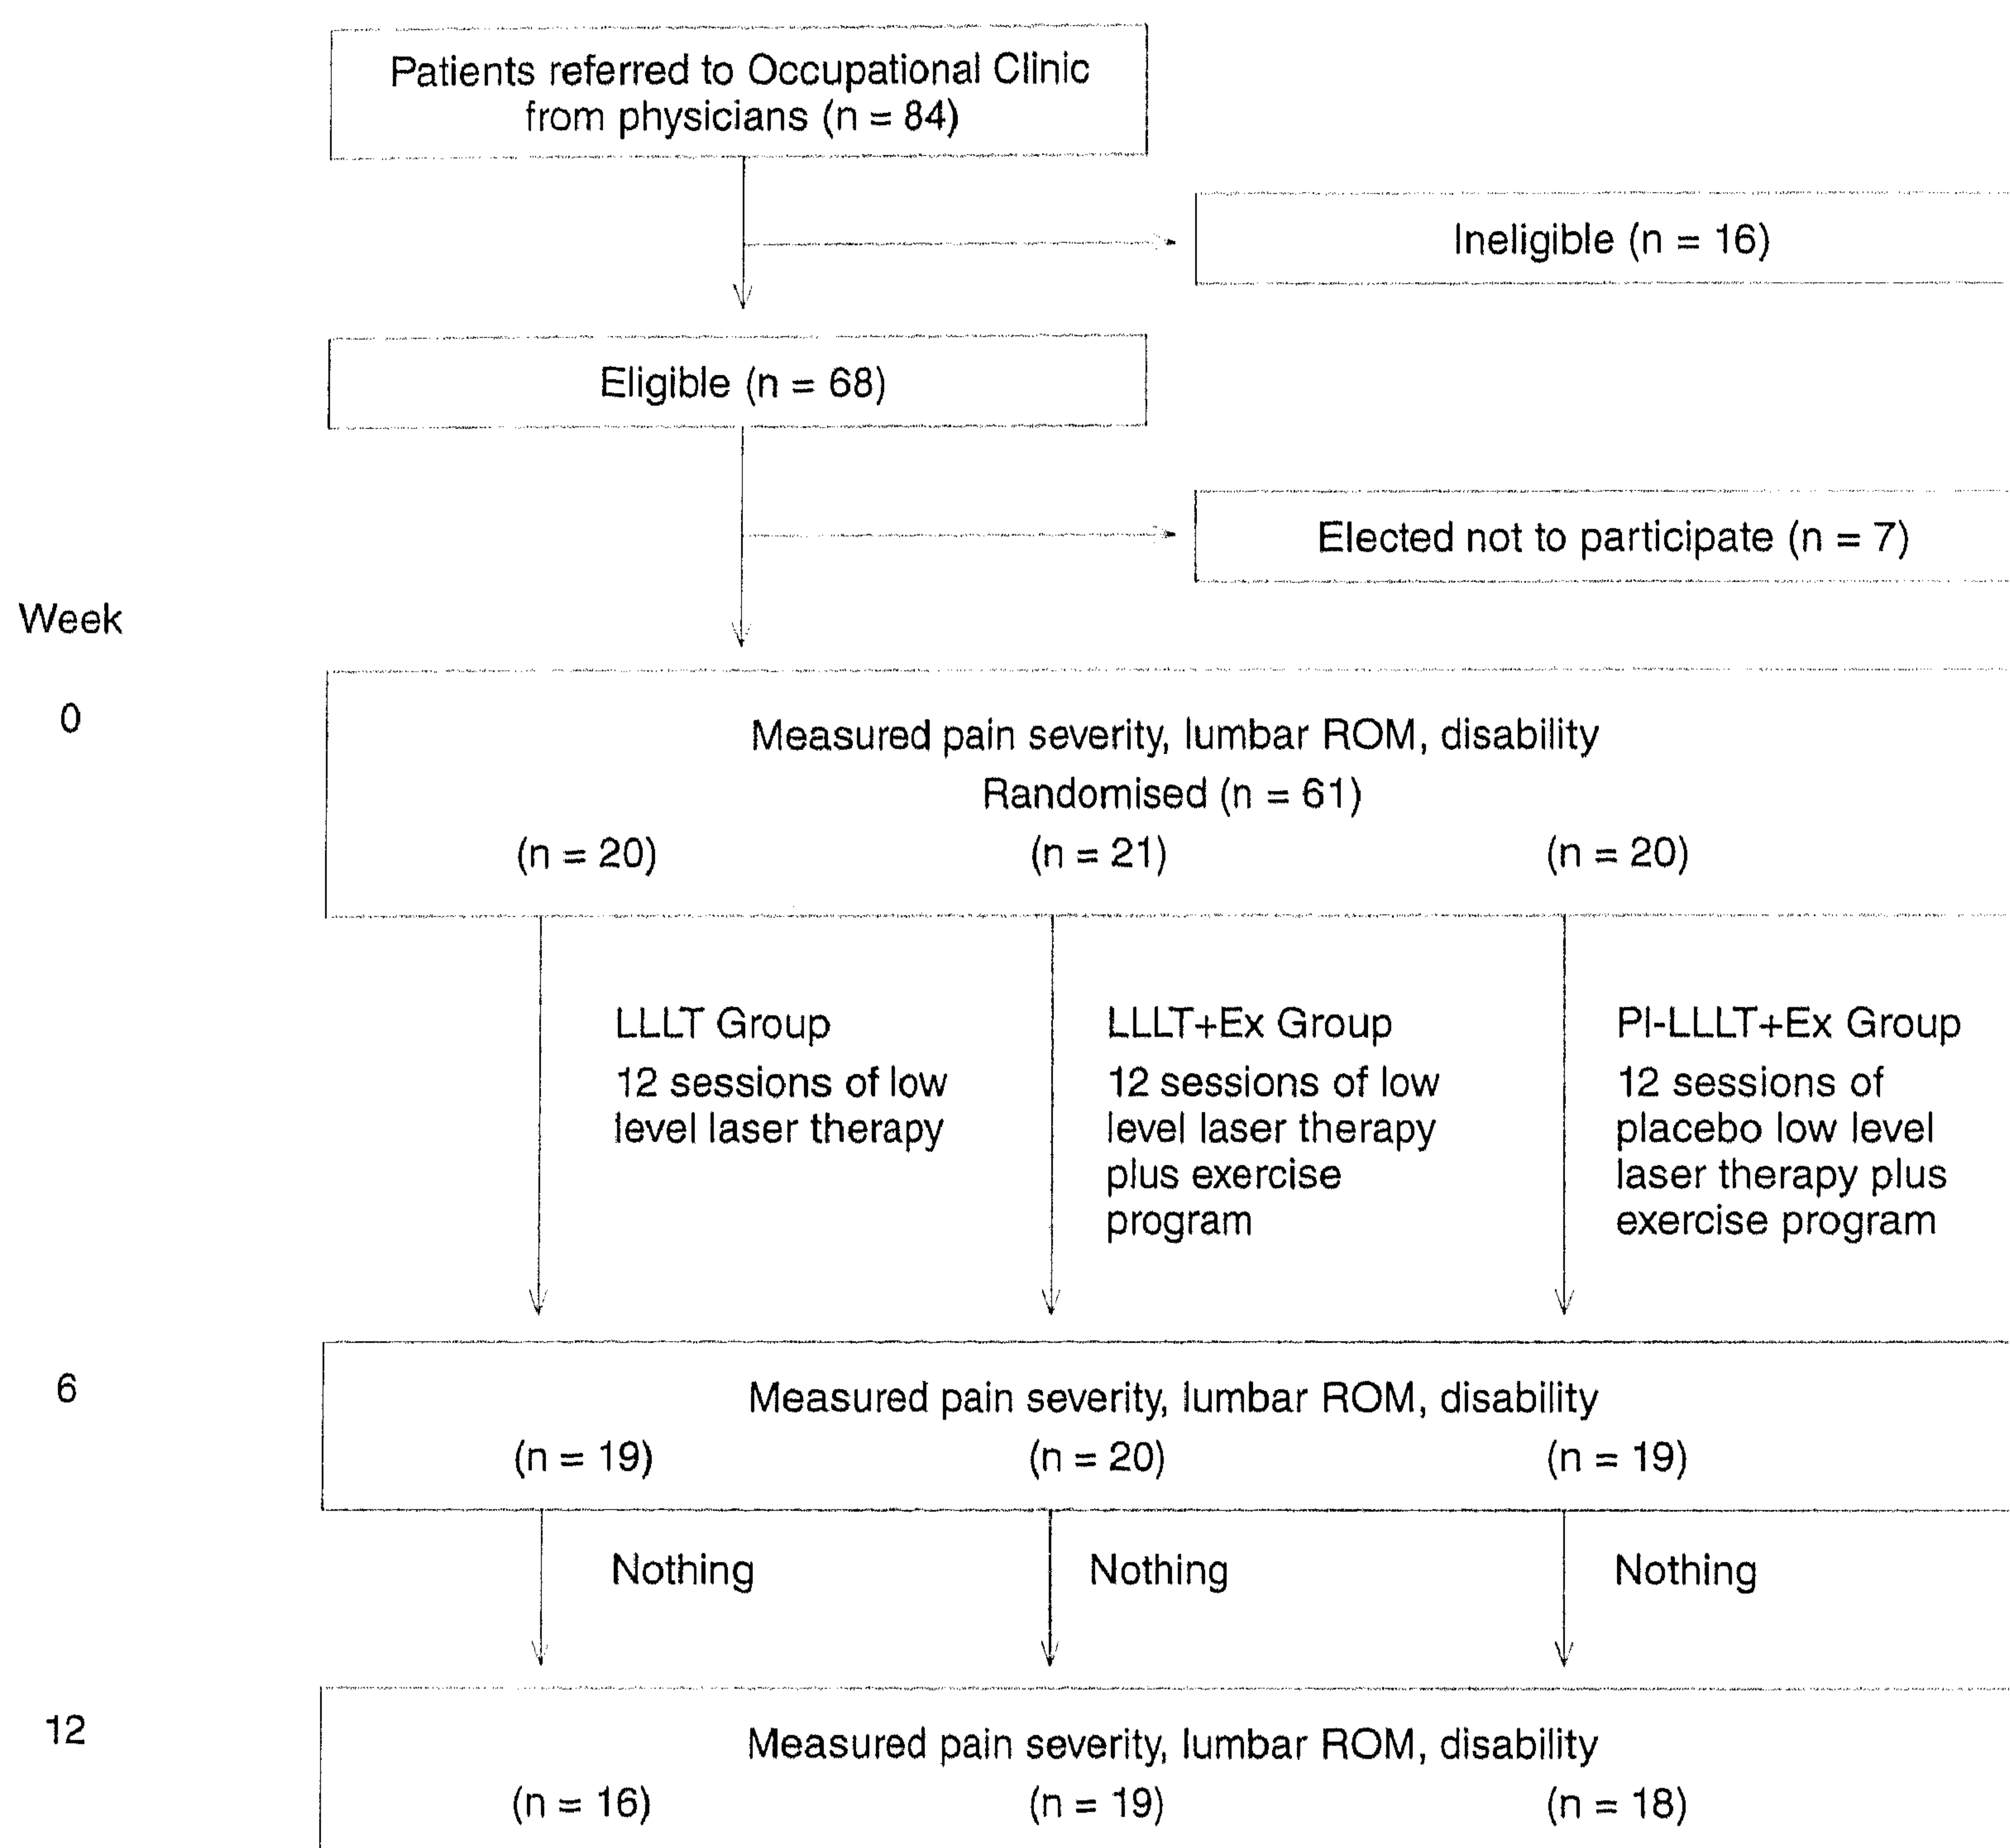 Patients referred to Occupational Clinic
from physicians (n = 84)
Ineligible (n = 16)
Eligible (n = 68)
Elected not to participate (n = 7)
Week
0
Measured pain severity, lumbar ROM, disability
Randomised (n = 61)
(n = 20) (n = 21) (n = 20)
LLLT Group
12 sessions of low
level laser therapy
LLLT+Ex Group
12 sessions of low
level laser therapy
plus exercise
program
Pl-LLLT+Ex Group
12 sessions of
placebo low level
laser therapy plus
exercise program
6
Measured pain severity, lumbar ROM, disability
(n = 19) (n = 20) (n = 19)
Nothing Nothing Nothing
12
Measured pain severity, lumbar ROM, disability
(n = 16) (n = 19) (n = 18)